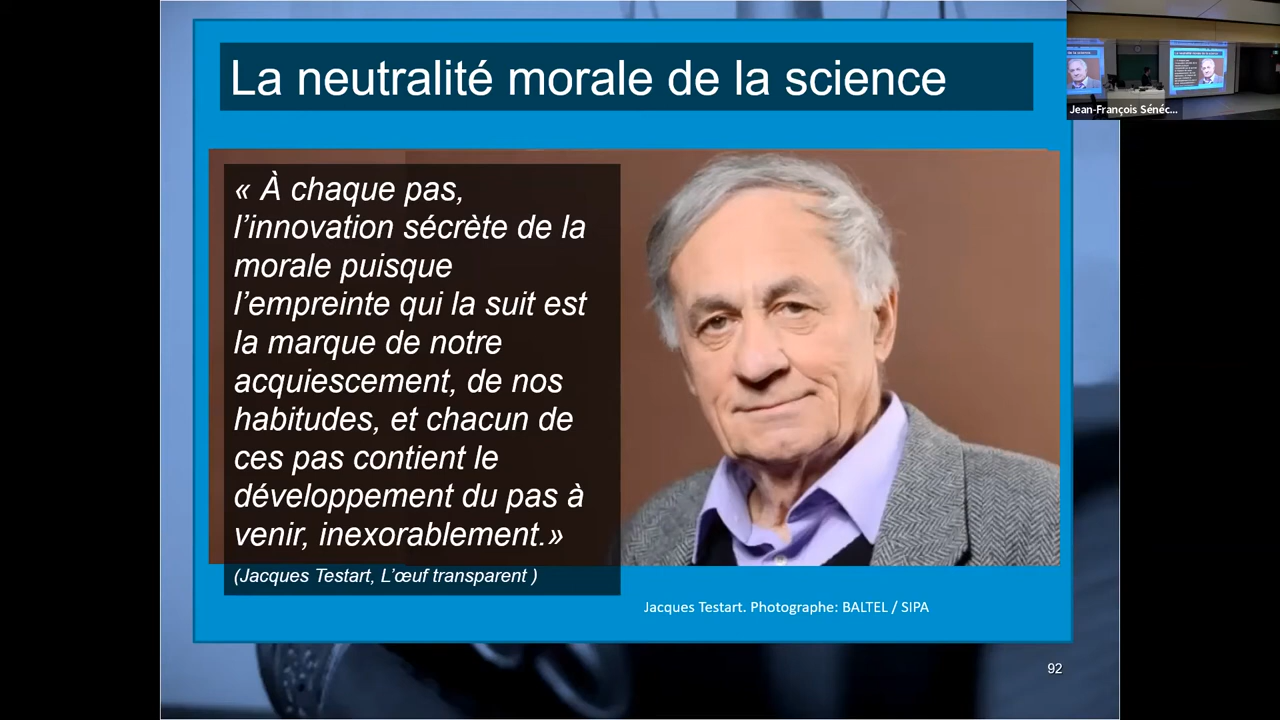 La neutralité morale de la science
« À chaque pas,
l’innovation sécrète de la
morale puisque
l’empreinte qui la suit est
la marque de notre
acquiescement, de nos
habitudes, et chacun de
ces pas contient le
développement du pas à
venir, inexorablement.»
(Jacques Testart, L’œuf transparent )
Jacques Testart. Photographe: BALTEL / SIPA
92
Jean-François Sénéc...